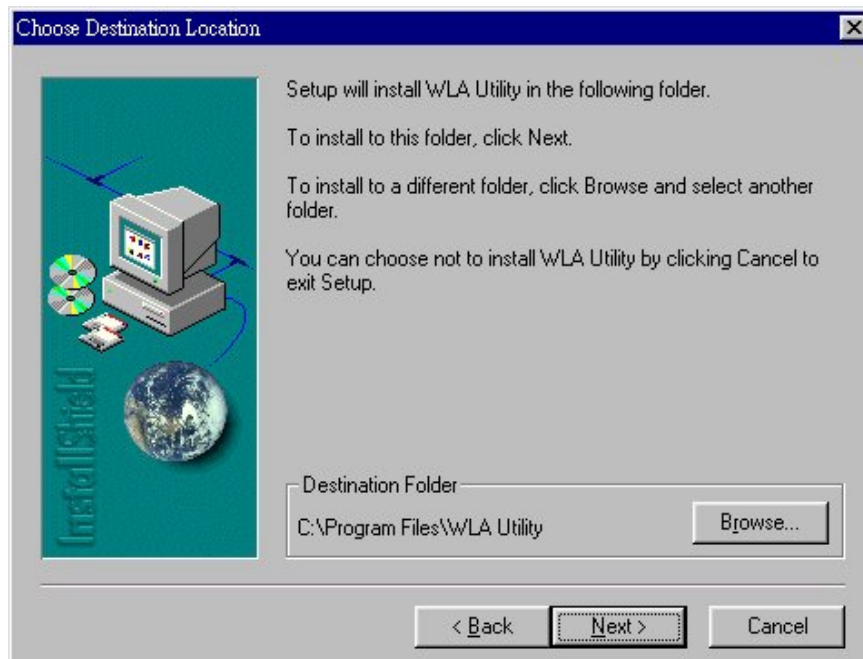 Choose Destination Location
Setup will install WLA Utility in the following folder.
To install to this folder, click Next.
To install to a different folder, click Browse and select another
folder.
You can choose not to install WLA Utility by clicking Cancel to
exit Setup.
InstallShield
Destination Folder
C:\Program Files\WLA Utility
Browse...
< Back
Next >
Cancel